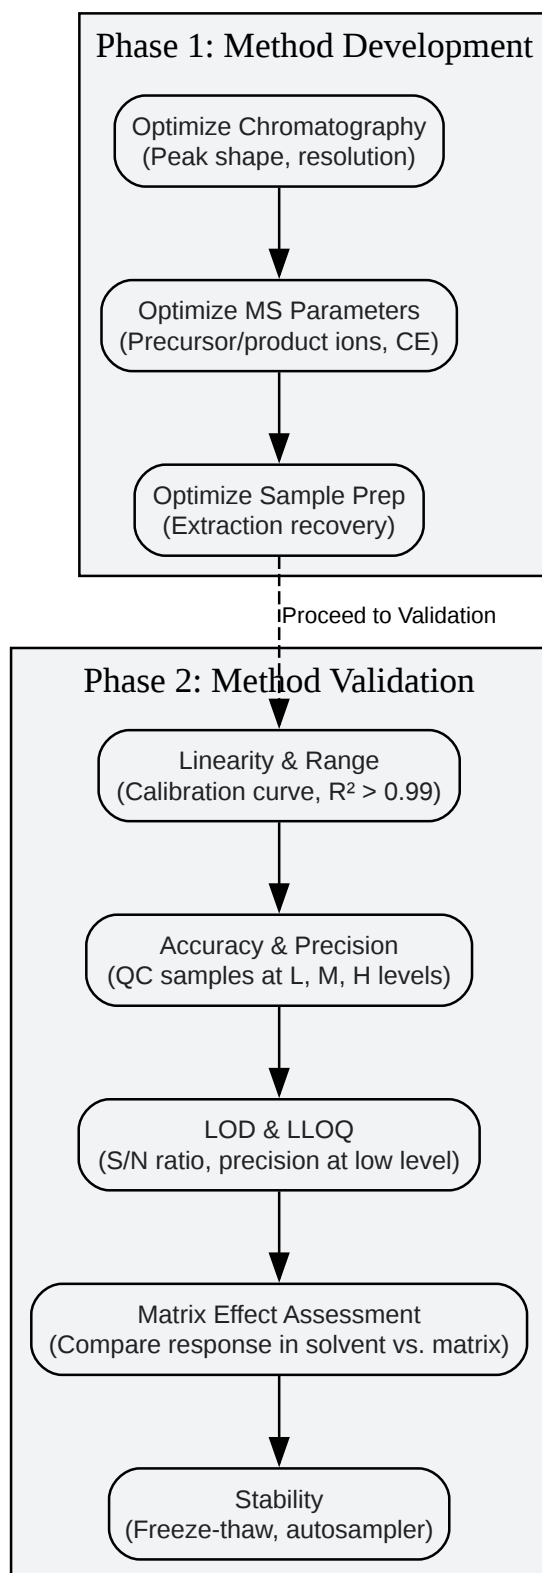 Phase 1: Method Development
Optimize Chromatography
(Peak shape, resolution)
Optimize MS Parameters
(Precursor/product ions, CE)
Optimize Sample Prep
(Extraction recovery)
Proceed to Validation
Phase 2: Method Validation
Linearity & Range
(Calibration curve, R² > 0.99)
Accuracy & Precision
(QC samples at L, M, H levels)
LOD & LLOQ
(S/N ratio, precision at low level)
Matrix Effect Assessment
(Compare response in solvent vs. matrix)
Stability
(Freeze-thaw, autosampler)